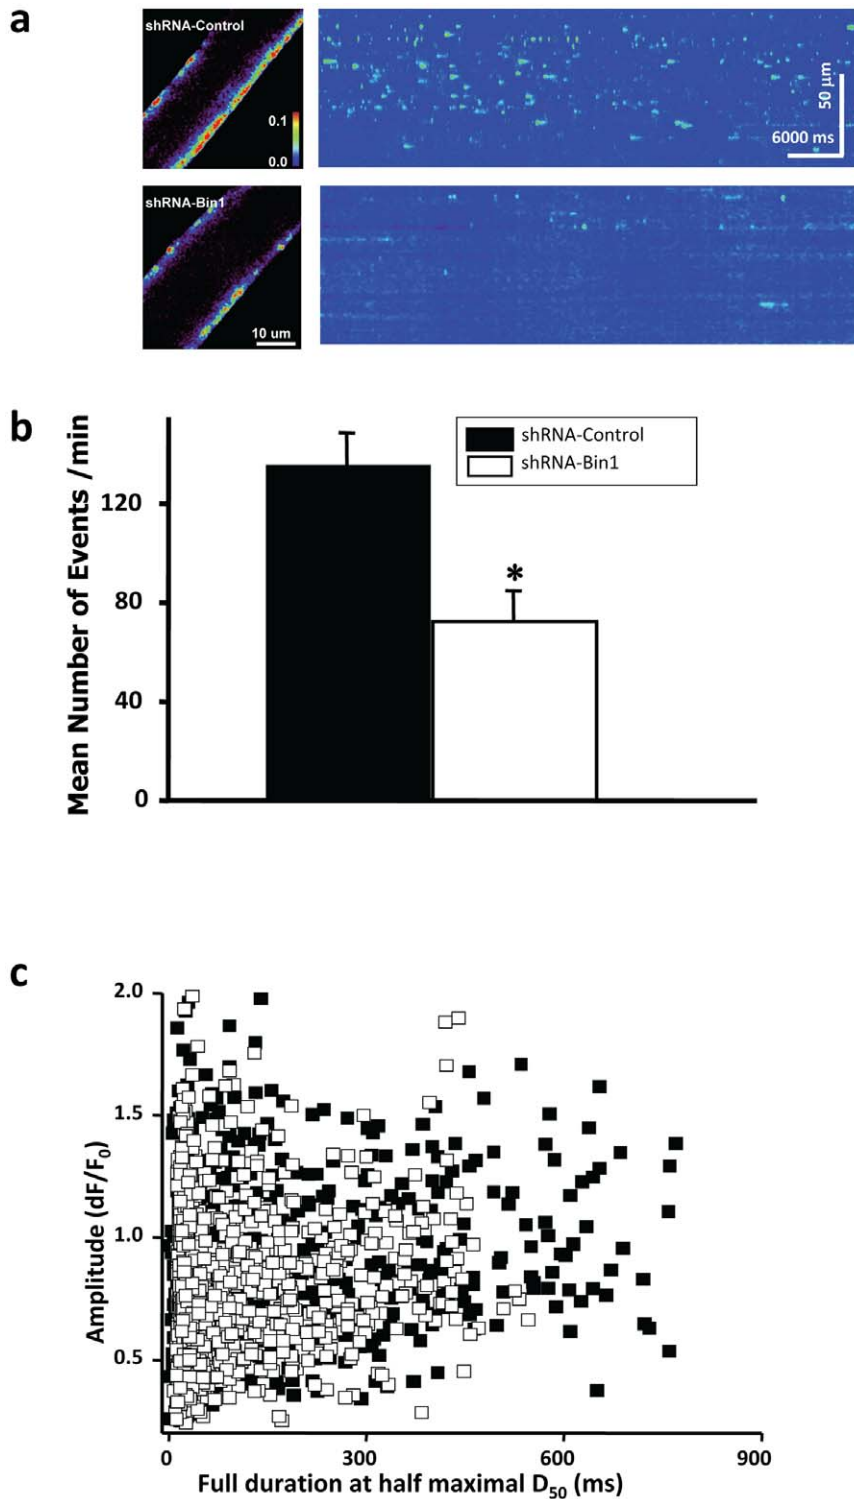 a
shRNA-Control
0.1
0.0
50 µm
6000 ms
shRNA-Bin1
10 um
b
Mean Number of Events /min
120
80
40
0
shRNA-Control
shRNA-Bin1
*
c
Amplitude (dF/F0)
2.0
1.5
1.0
0.5
0
300
600
900
Full duration at half maximal D50 (ms)